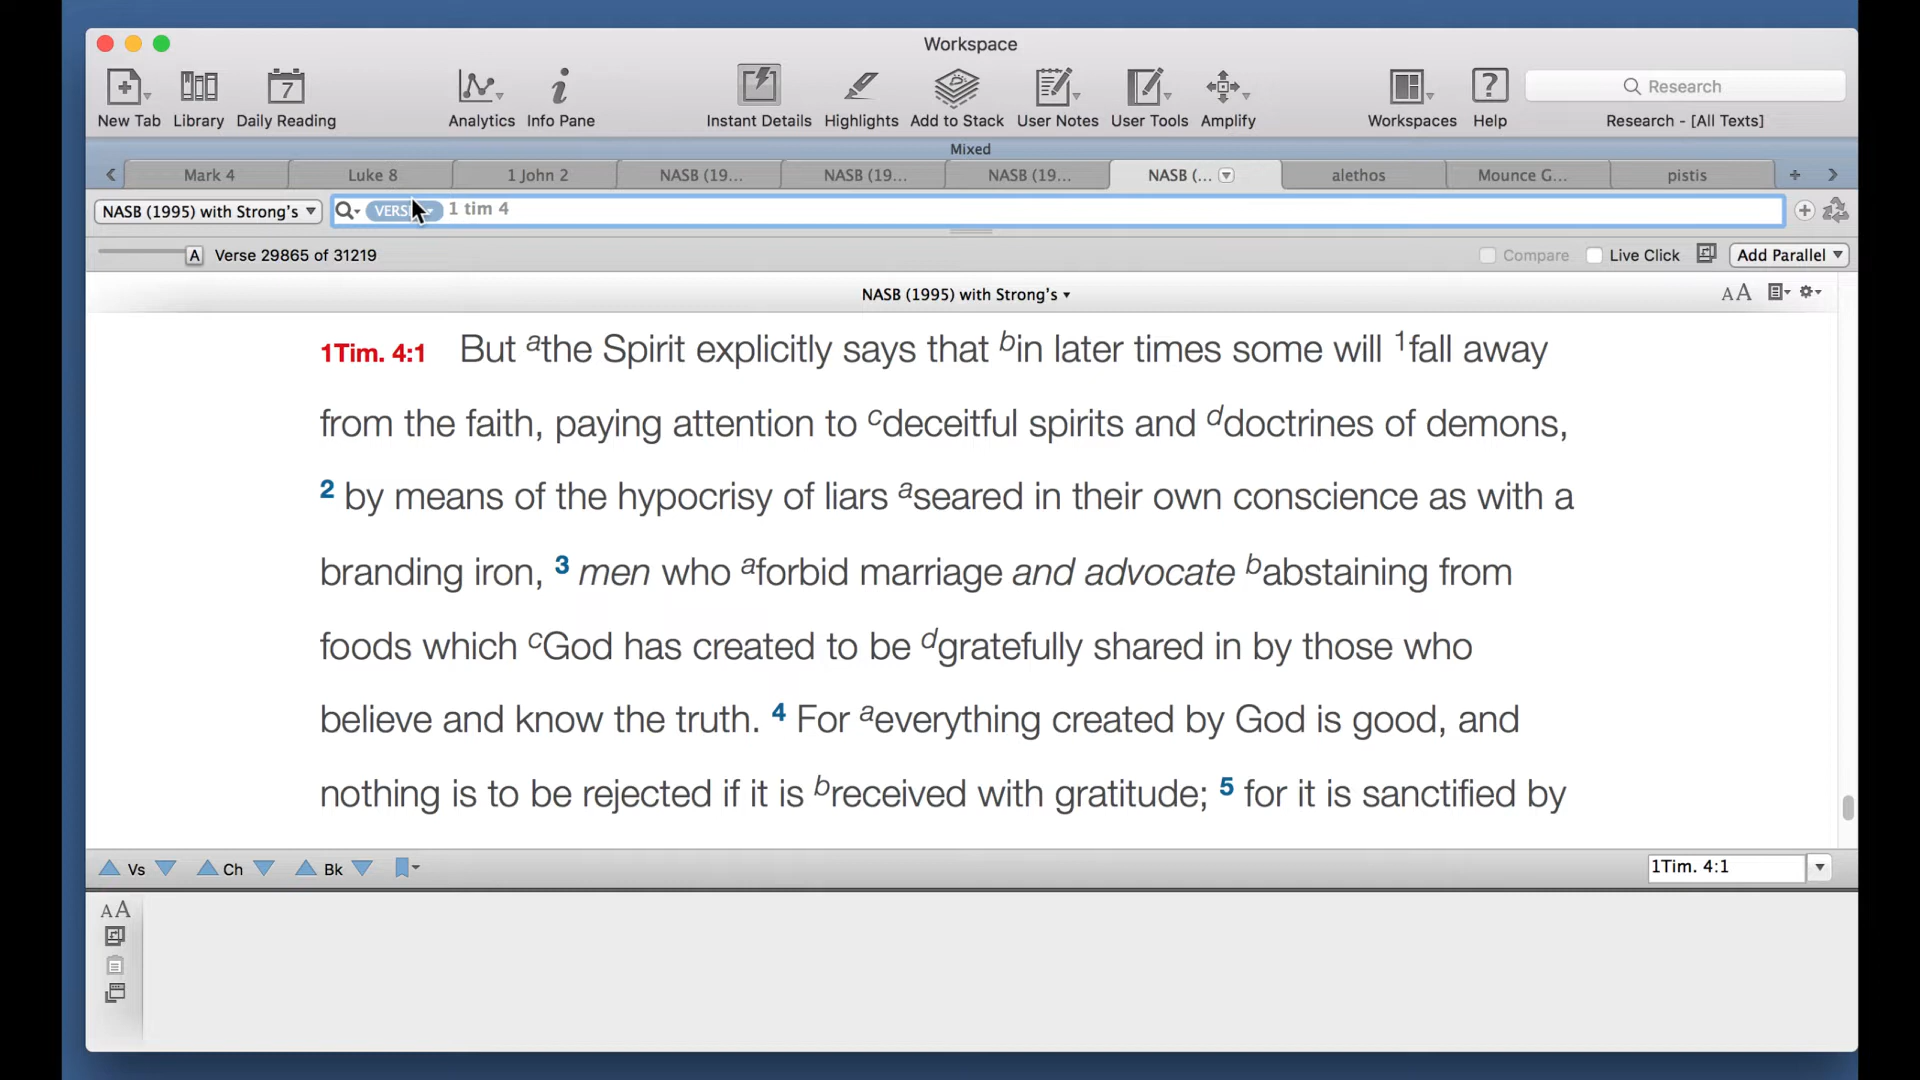 Workspace
New Tab Library Daily Reading Analytics Info Pane Instant Details Highlights Add to Stack User Notes User Tools Amplify Workspaces Help Research
Research - [All Texts]
Mixed
Mark 4 Luke 8 1 John 2 NASB (19... NASB (19... NASB (19... NASB (... alethos Mounce G... pistis
NASB (1995) with Strong's 1 tim 4
A Verse 29865 of 31219 Compare Live Click Add Parallel
NASB (1995) with Strong's AA
1Tim. 4:1 But athe Spirit explicitly says that bin later times some will 1fall away
from the faith, paying attention to cdeceitful spirits and ddoctrines of demons,
2 by means of the hypocrisy of liars aseared in their own conscience as with a
branding iron, 3 men who aforbid marriage and advocate babstaining from
foods which cGod has created to be dgratefully shared in by those who
believe and know the truth. 4 For aeverything created by God is good, and
nothing is to be rejected if it is breceived with gratitude; 5 for it is sanctified by
Vs Ch Bk 1Tim. 4:1
AA